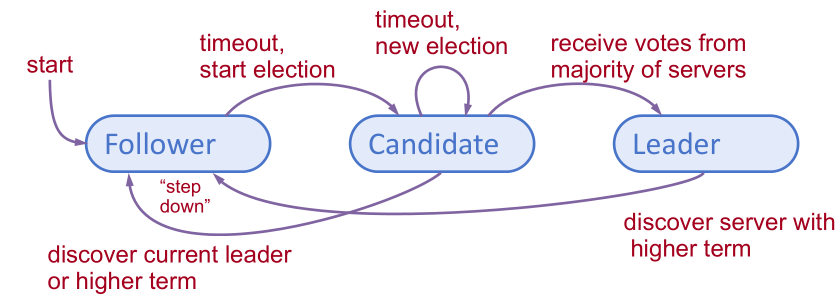 timeout,
new election
timeout,
start election
receive votes from
majority of servers
start
Follower
Candidate
Leader
“step
down”
discover server with
higher term
discover current leader
or higher term